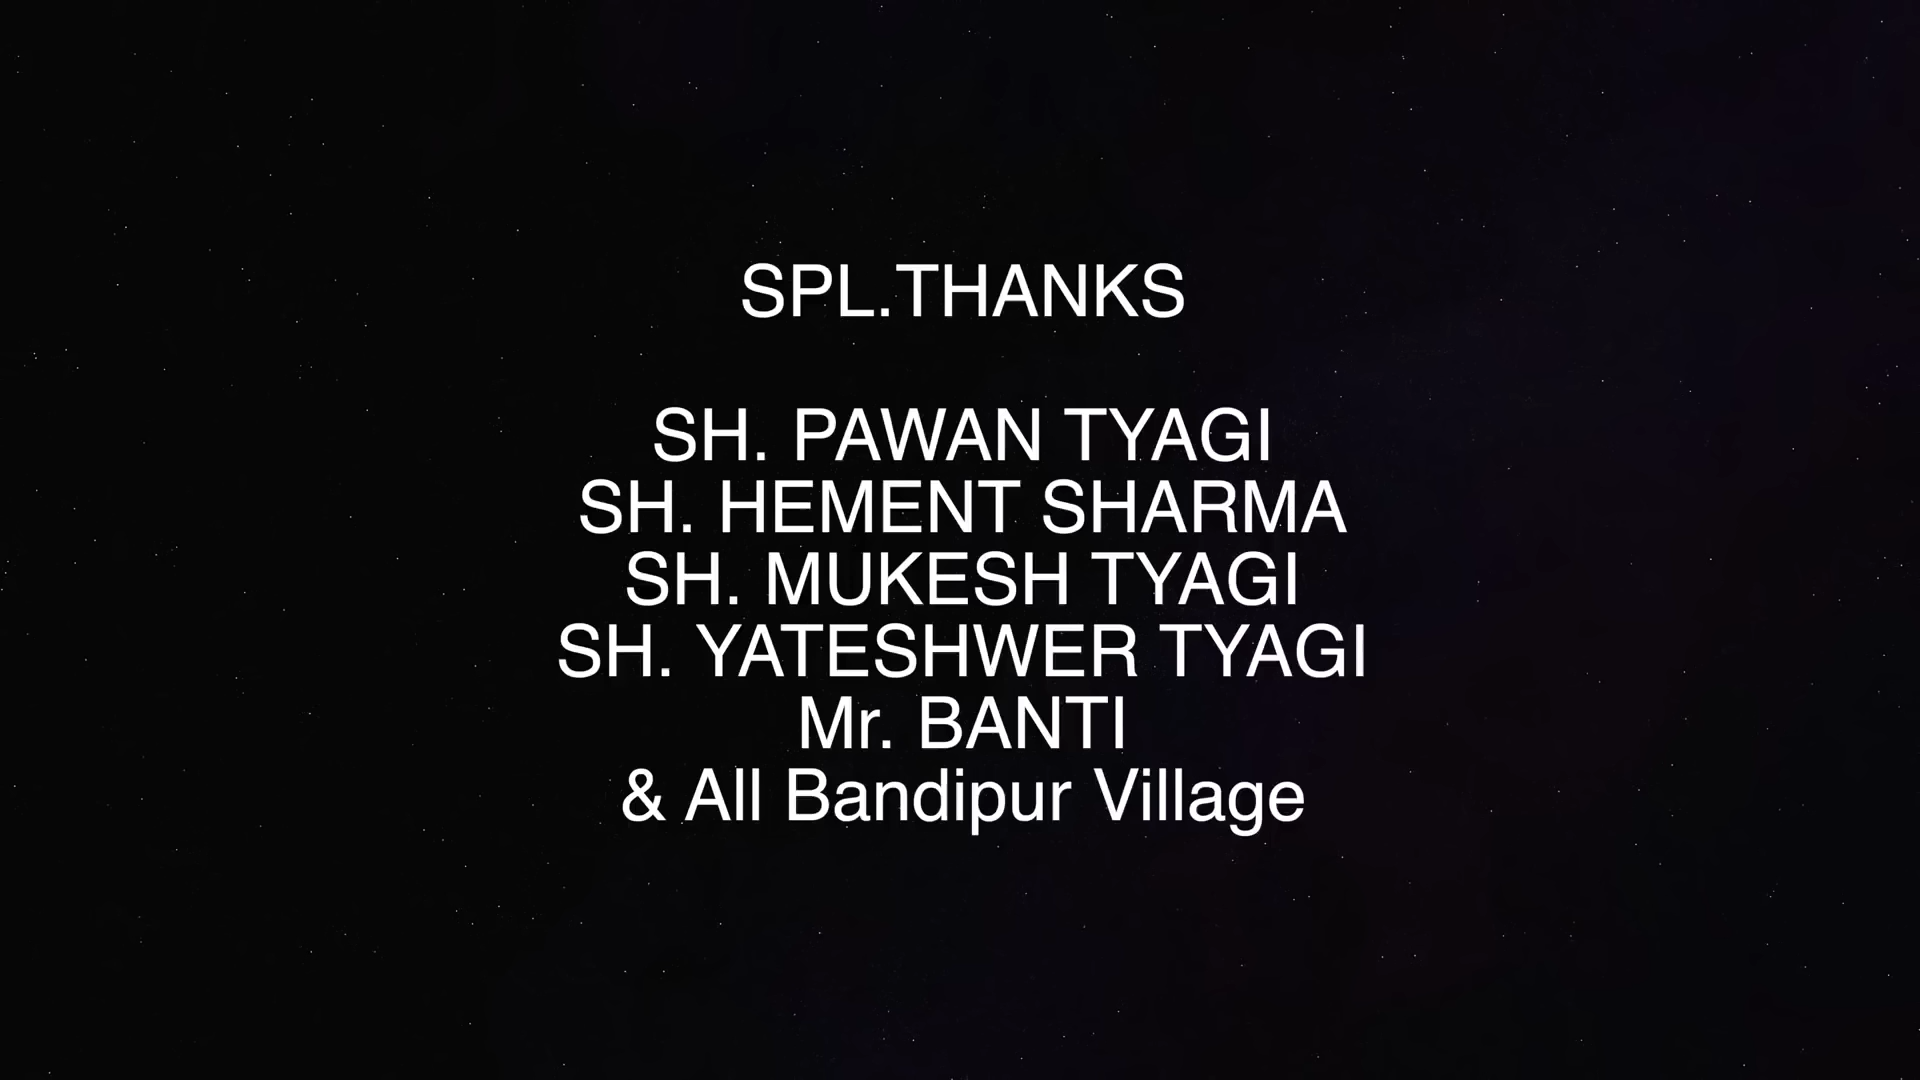 SPL.THANKS
SH. PAWAN TYAGI
SH. HEMENT SHARMA
SH. MUKESH TYAGI
SH. YATESHWER TYAGI
Mr. BANTI
& All Bandipur Village